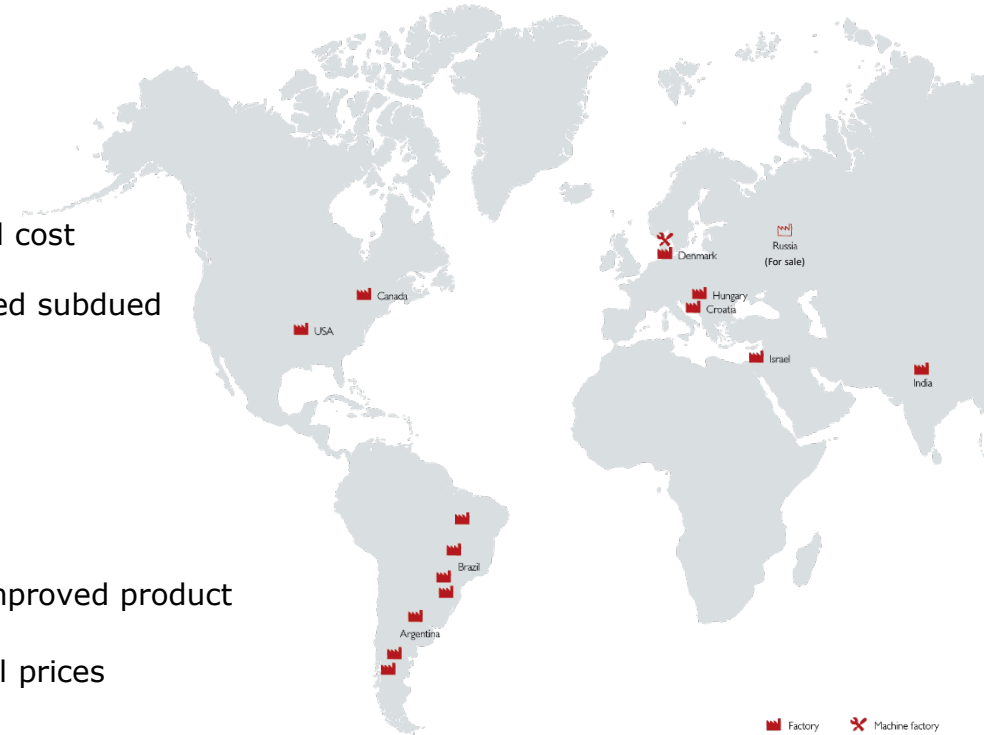 l cost
ed subdued
nproved product
l prices
Canada
USA
Denmark
Russia
(For sale)
Hungary
Croatia
Israel
India
Brazil
Argentina
Factory
Machine factory